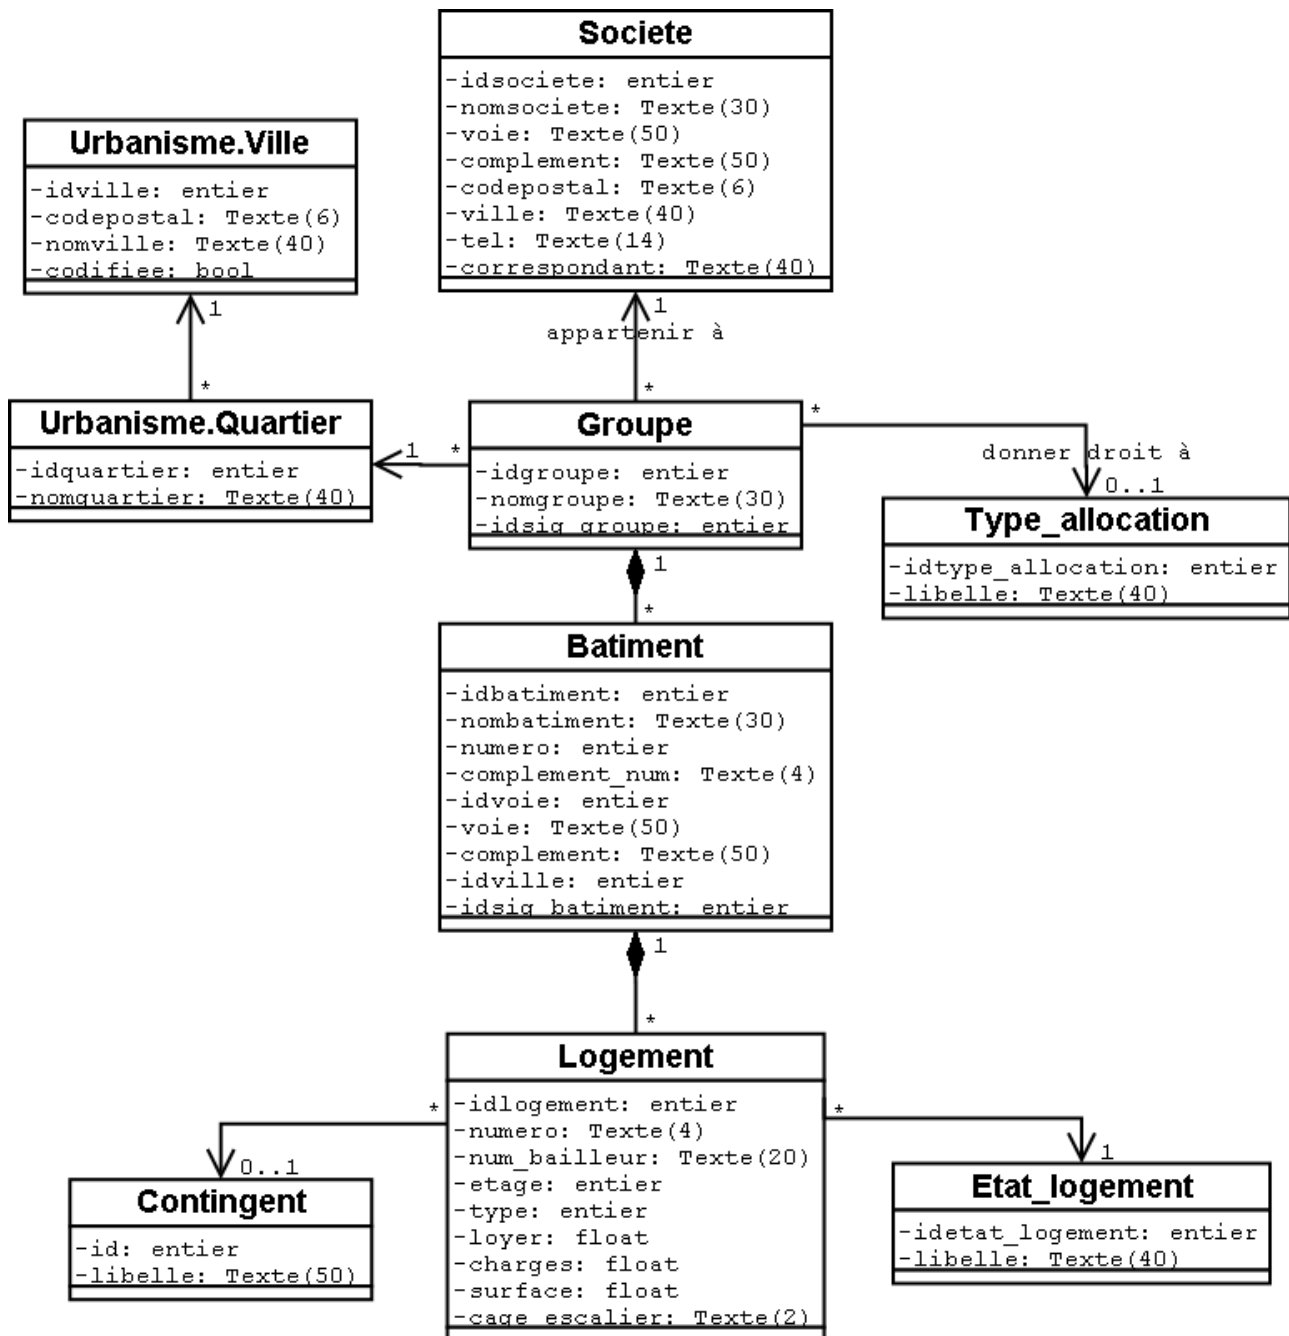 Societe
-idsociete: entier
-nomsociete: Texte(30)
-voie: Texte(50)
-complement: Texte(50)
-codepostal: Texte(6)
-ville: Texte(40)
-tel: Texte(14)
-correspondant: Texte(40)
Urbanisme.Ville
-idville: entier
-codepostal: Texte(6)
-nomville: Texte(40)
-codifiee: bool
1
*
1
appartenir à
*
Urbanisme.Quartier
-idquartier: entier
-nomquartier: Texte(40)
1
*
Groupe
-idgroupe: entier
-nomgroupe: Texte(30)
-idsig_groupe: entier
*
donner droit à
0..1
Type_allocation
-idtype_allocation: entier
-libelle: Texte(40)
1
*
Batiment
-idbatiment: entier
-nombatiment: Texte(30)
-numero: entier
-complement_num: Texte(4)
-idvoie: entier
-voie: Texte(50)
-complement: Texte(50)
-idville: entier
-idsig_batiment: entier
1
*
Logement
-idlogement: entier
-numero: Texte(4)
-num_bailleur: Texte(20)
-etage: entier
-type: entier
-loyer: float
-charges: float
-surface: float
-cage_escalier: Texte(2)
*
0..1
Contingent
-id: entier
-libelle: Texte(50)
*
1
Etat_logement
-idetat_logement: entier
-libelle: Texte(40)